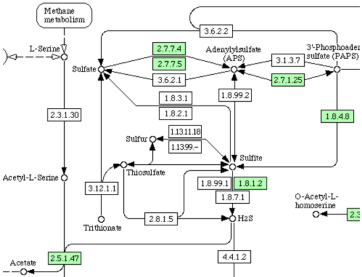 Methane
metabolism
3.6.2.2
L-Serine
2.7.7.4
Adenylylsulfate
(APS)
3'-Phosphoaden
sulfate (PAPS)
2.7.7.5
3.1.3.7
Sulfate
3.6.2.1
2.7.1.25
1.8.3.1
1.8.99.2
1.8.2.1
2.3.1.30
1.8.4.8
1.13.11.18
Sulfur
1.13.99.-
Sulfite
Thiosulfate
Acetyl-L-Serine
1.8.99.1
1.8.1.2
3.12.1.1
1.8.7.1
O-Acetyl-L-
homoserine
2.8.1.5
H2S
2.3
Trithionate
2.5.1.47
4.4.1.2
Acetate